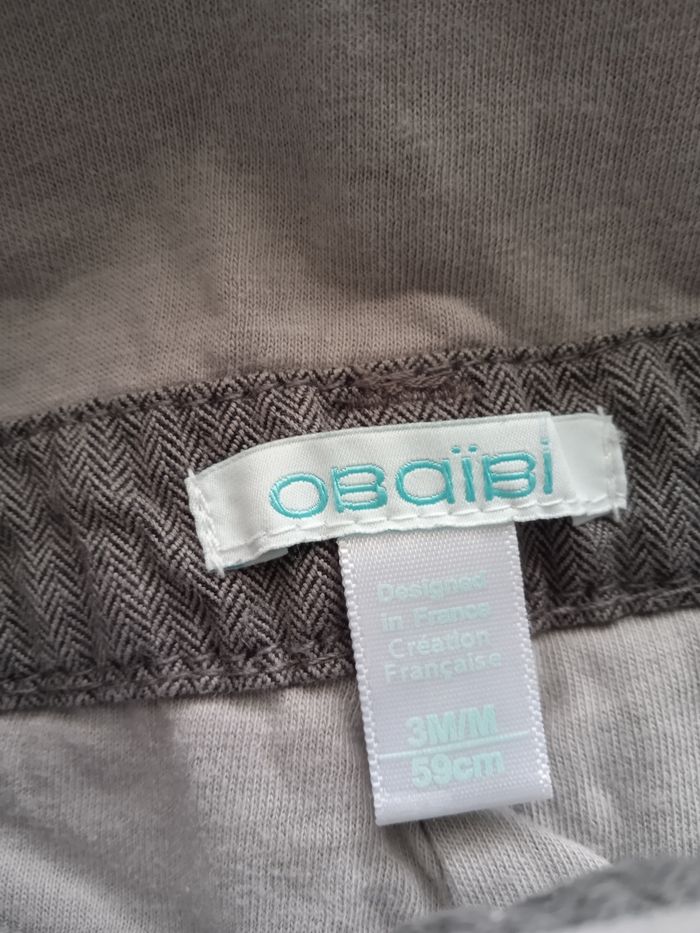 OBaïBi
Designed
in France
Création
Française
3M/M
59cm